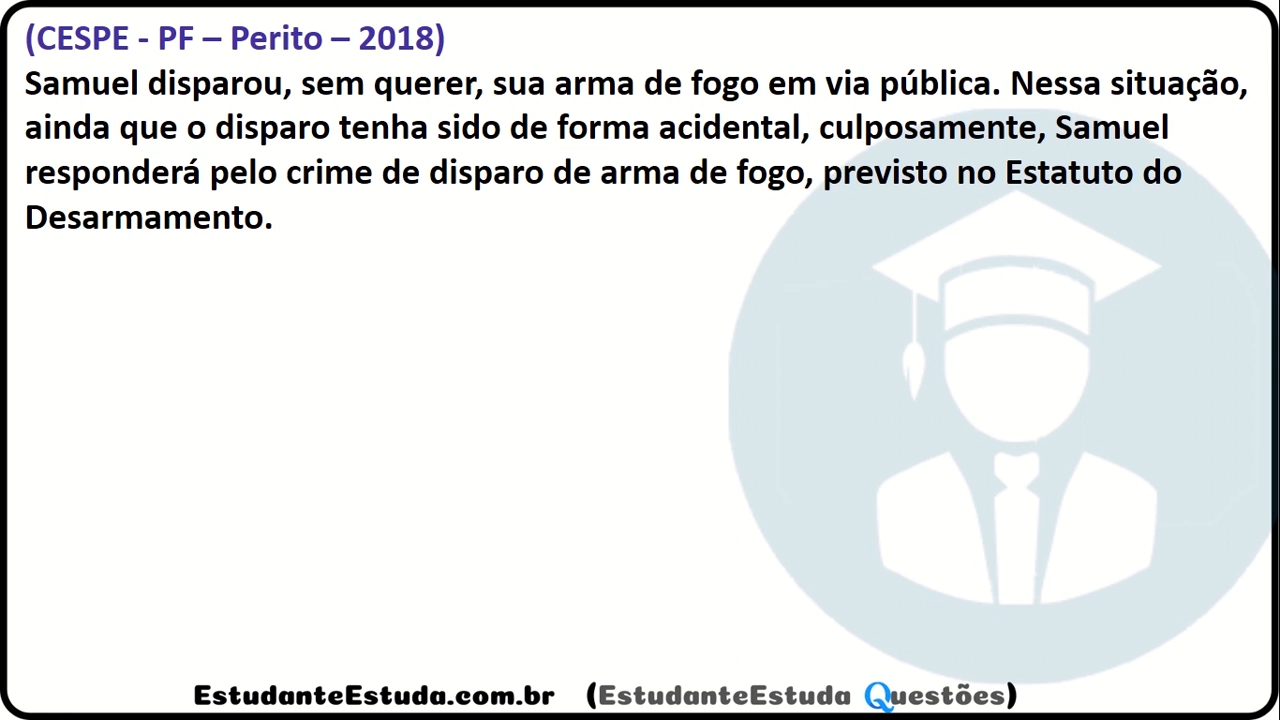 (CESPE - PF – Perito – 2018)
Samuel disparou, sem querer, sua arma de fogo em via pública. Nessa situação,
ainda que o disparo tenha sido de forma acidental, culposamente, Samuel
responderá pelo crime de disparo de arma de fogo, previsto no Estatuto do
Desarmamento.
EstudanteEstuda.com.br (EstudanteEstuda Questões)